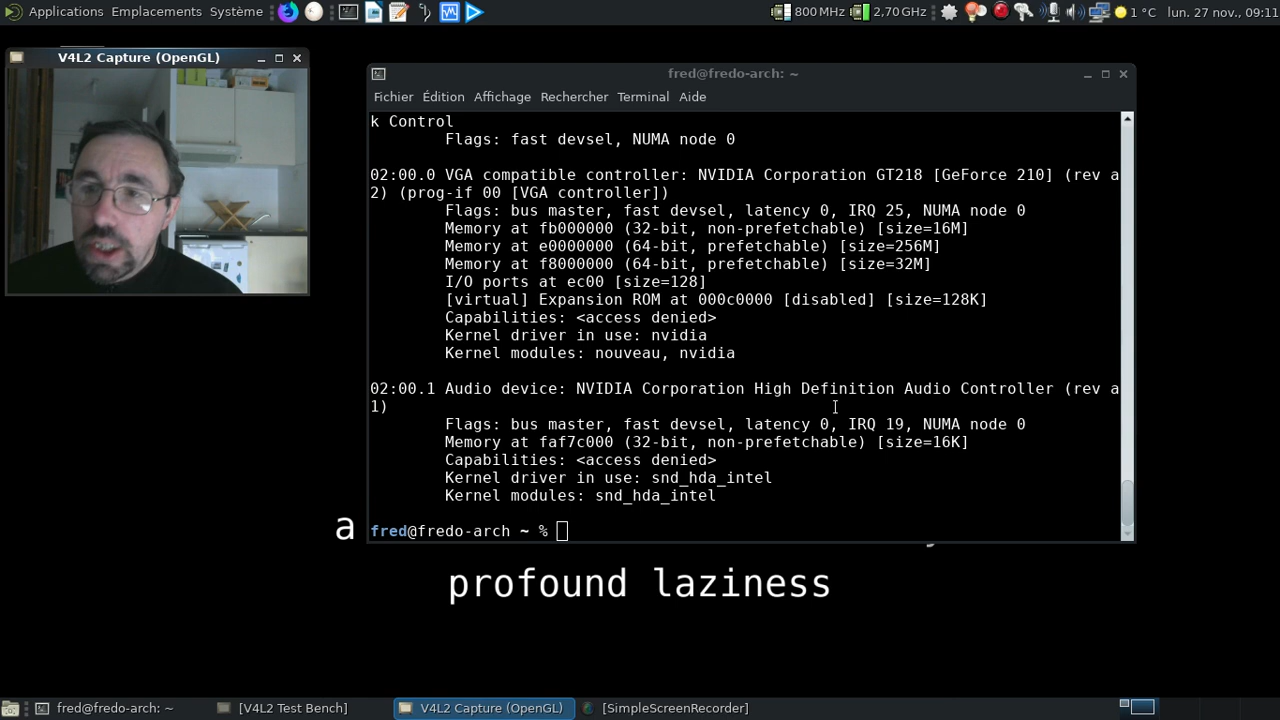 Applications Emplacements Système
800 MHz 2,70 GHz 1 °C lun. 27 nov., 09:11
V4L2 Capture (OpenGL)
fred@fredo-arch: ~
Fichier Édition Affichage Rechercher Terminal Aide
k Control
Flags: fast devsel, NUMA node 0
02:00.0 VGA compatible controller: NVIDIA Corporation GT218 [GeForce 210] (rev a
2) (prog-if 00 [VGA controller])
Flags: bus master, fast devsel, latency 0, IRQ 25, NUMA node 0
Memory at fb000000 (32-bit, non-prefetchable) [size=16M]
Memory at e0000000 (64-bit, prefetchable) [size=256M]
Memory at f8000000 (64-bit, prefetchable) [size=32M]
I/O ports at ec00 [size=128]
[virtual] Expansion ROM at 000c0000 [disabled] [size=128K]
Capabilities: <access denied>
Kernel driver in use: nvidia
Kernel modules: nouveau, nvidia
02:00.1 Audio device: NVIDIA Corporation High Definition Audio Controller (rev a
1)
Flags: bus master, fast devsel, latency 0, IRQ 19, NUMA node 0
Memory at faf7c000 (32-bit, non-prefetchable) [size=16K]
Capabilities: <access denied>
Kernel driver in use: snd_hda_intel
Kernel modules: snd_hda_intel
fred@fredo-arch ~ %
a
profound laziness
fred@fredo-arch: ~ [V4L2 Test Bench] V4L2 Capture (OpenGL) [SimpleScreenRecorder]